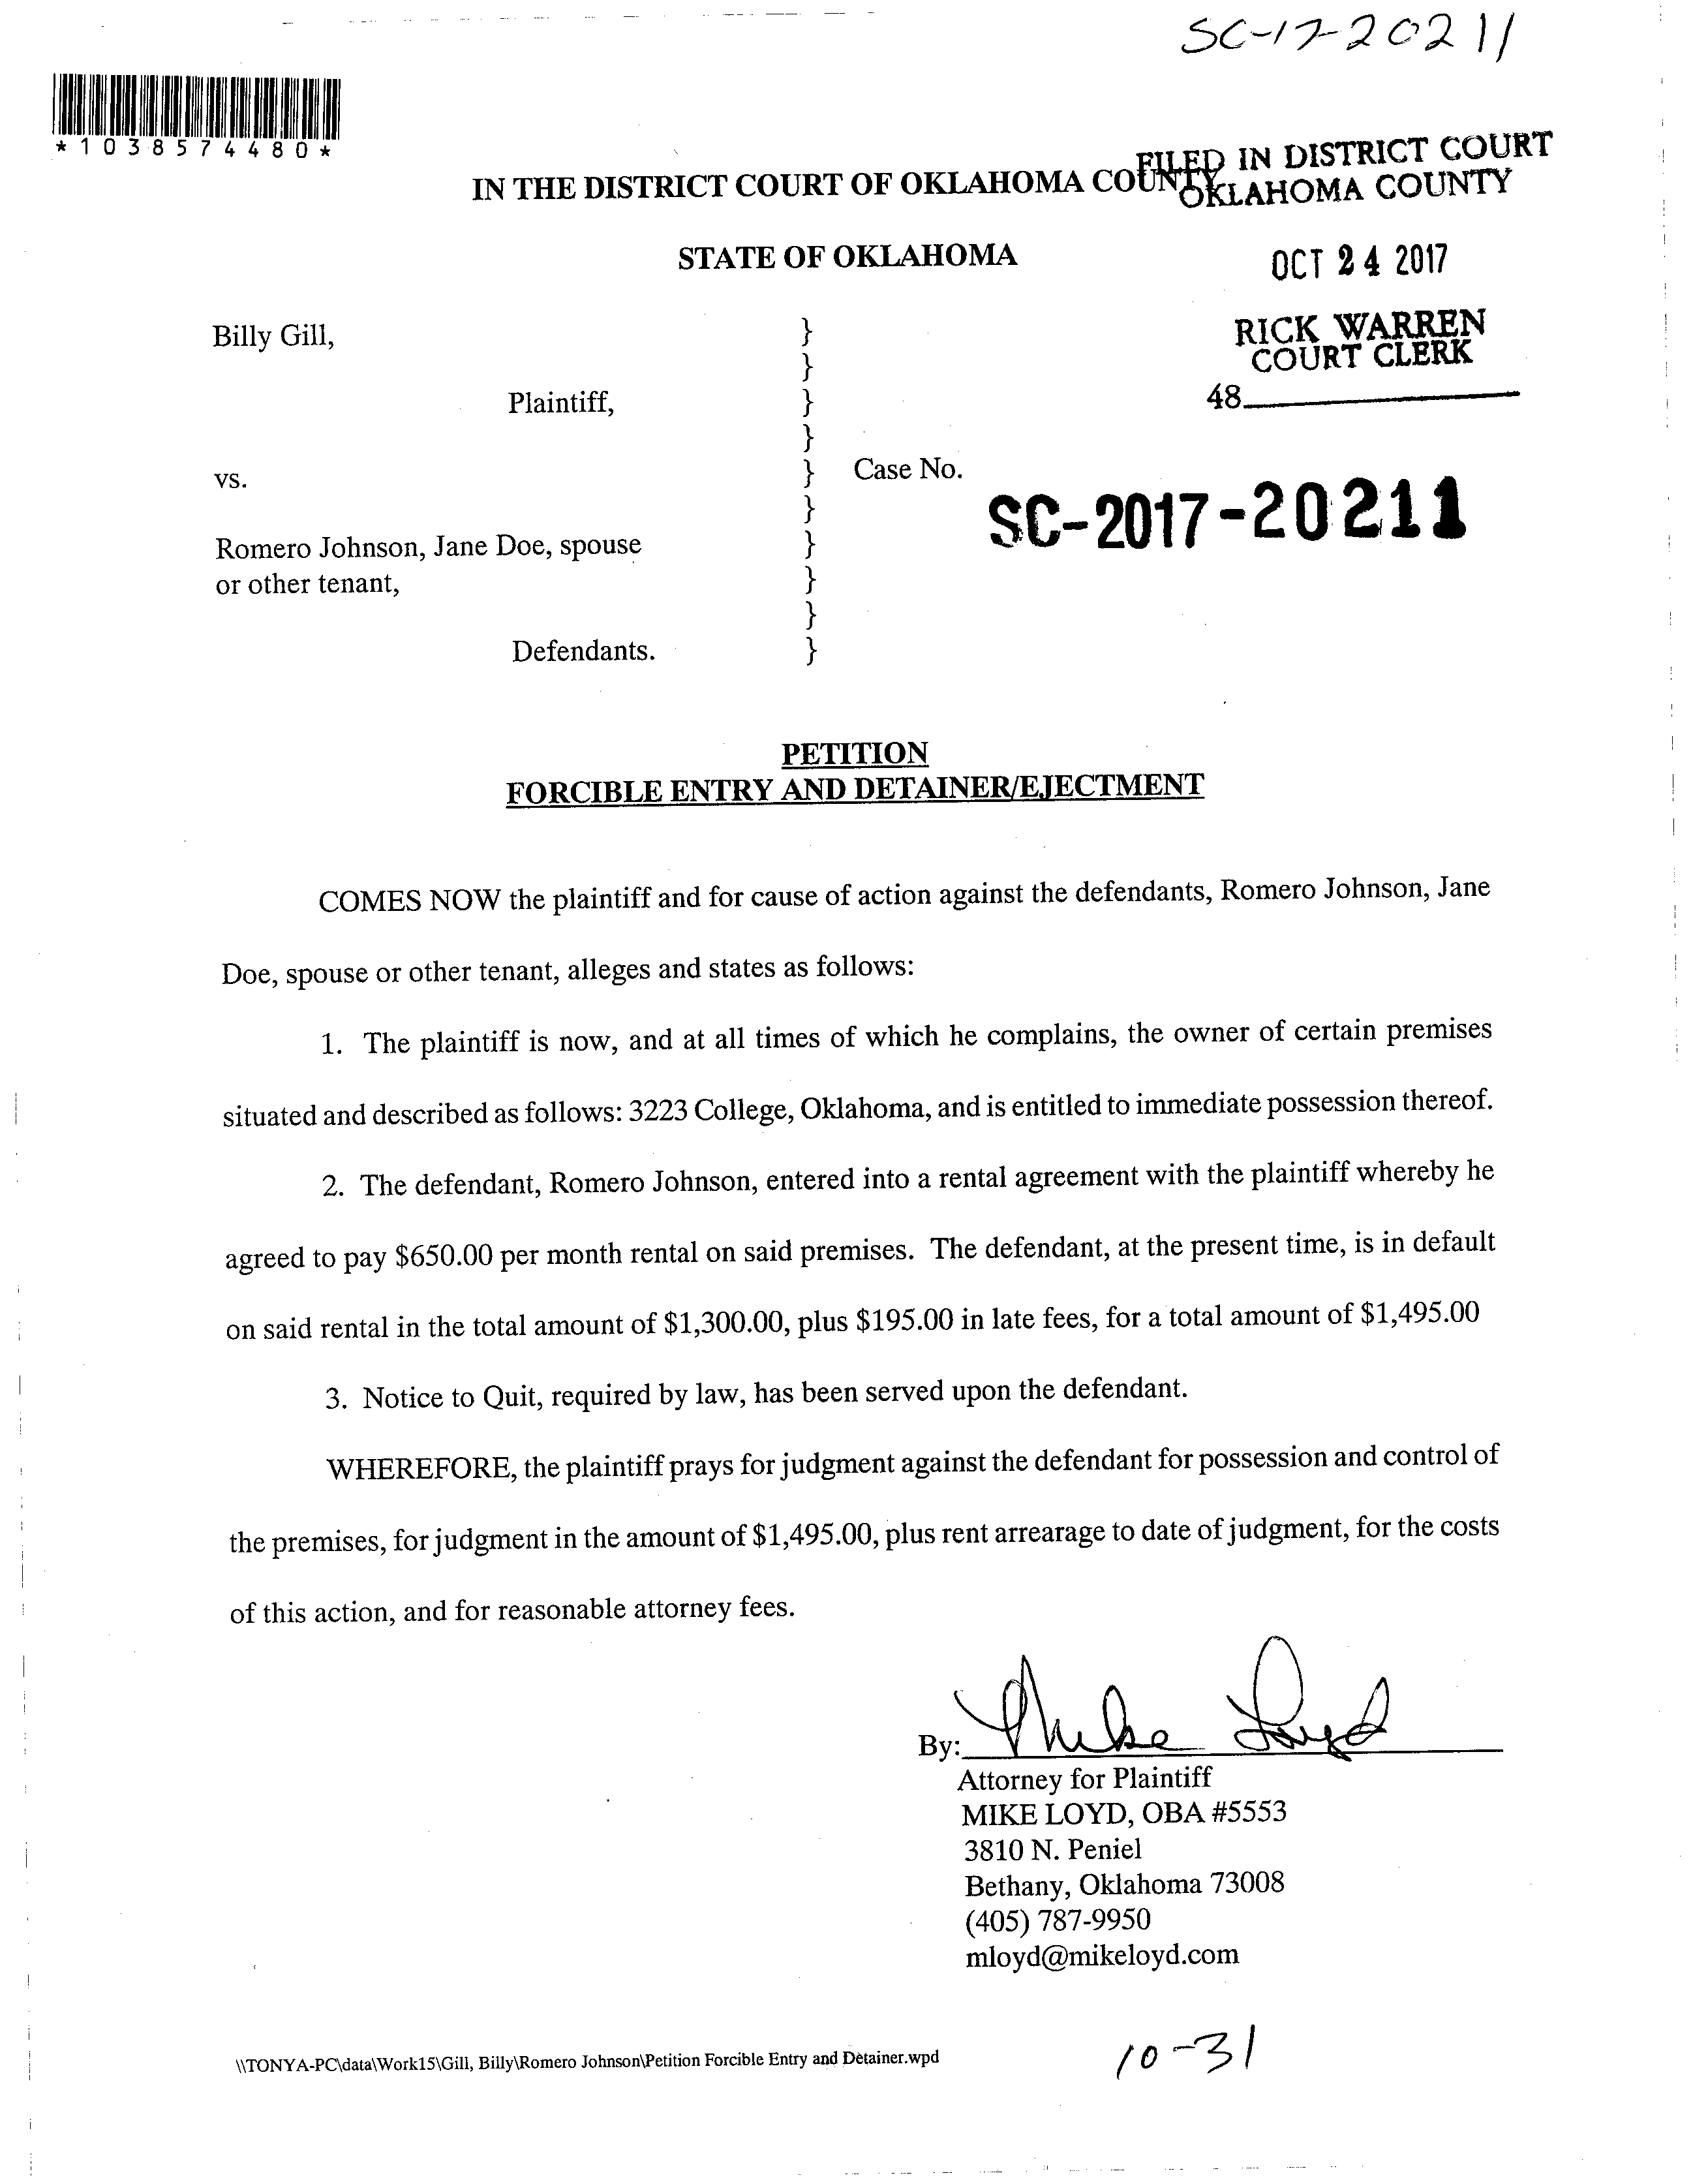 SC-17-20211
*1038574480*
FILED IN DISTRICT COURT
OKLAHOMA COUNTY
IN THE DISTRICT COURT OF OKLAHOMA COUNTY
STATE OF OKLAHOMA
OCT 24 2017
RICK WARREN
COURT CLERK
48
Billy Gill,
Plaintiff,
vs.
Case No.
SC-2017-20211
Romero Johnson, Jane Doe, spouse
or other tenant,
Defendants.
}
}
}
}
}
}
}
}
}
}
PETITION
FORCIBLE ENTRY AND DETAINER/EJECTMENT
COMES NOW the plaintiff and for cause of action against the defendants, Romero Johnson, Jane
Doe, spouse or other tenant, alleges and states as follows:
1. The plaintiff is now, and at all times of which he complains, the owner of certain premises
situated and described as follows: 3223 College, Oklahoma, and is entitled to immediate possession thereof.
2. The defendant, Romero Johnson, entered into a rental agreement with the plaintiff whereby he
agreed to pay $650.00 per month rental on said premises. The defendant, at the present time, is in default
on said rental in the total amount of $1,300.00, plus $195.00 in late fees, for a total amount of $1,495.00
3. Notice to Quit, required by law, has been served upon the defendant.
WHEREFORE, the plaintiff prays for judgment against the defendant for possession and control of
the premises, for judgment in the amount of $1,495.00, plus rent arrearage to date of judgment, for the costs
of this action, and for reasonable attorney fees.
By: Mike Loyd
Attorney for Plaintiff
MIKE LOYD, OBA #5553
3810 N. Peniel
Bethany, Oklahoma 73008
(405) 787-9950
mloyd@mikeloyd.com
\\TONYA-PC\data\Work15\Gill, Billy\Romero Johnson\Petition Forcible Entry and Detainer.wpd
10-31